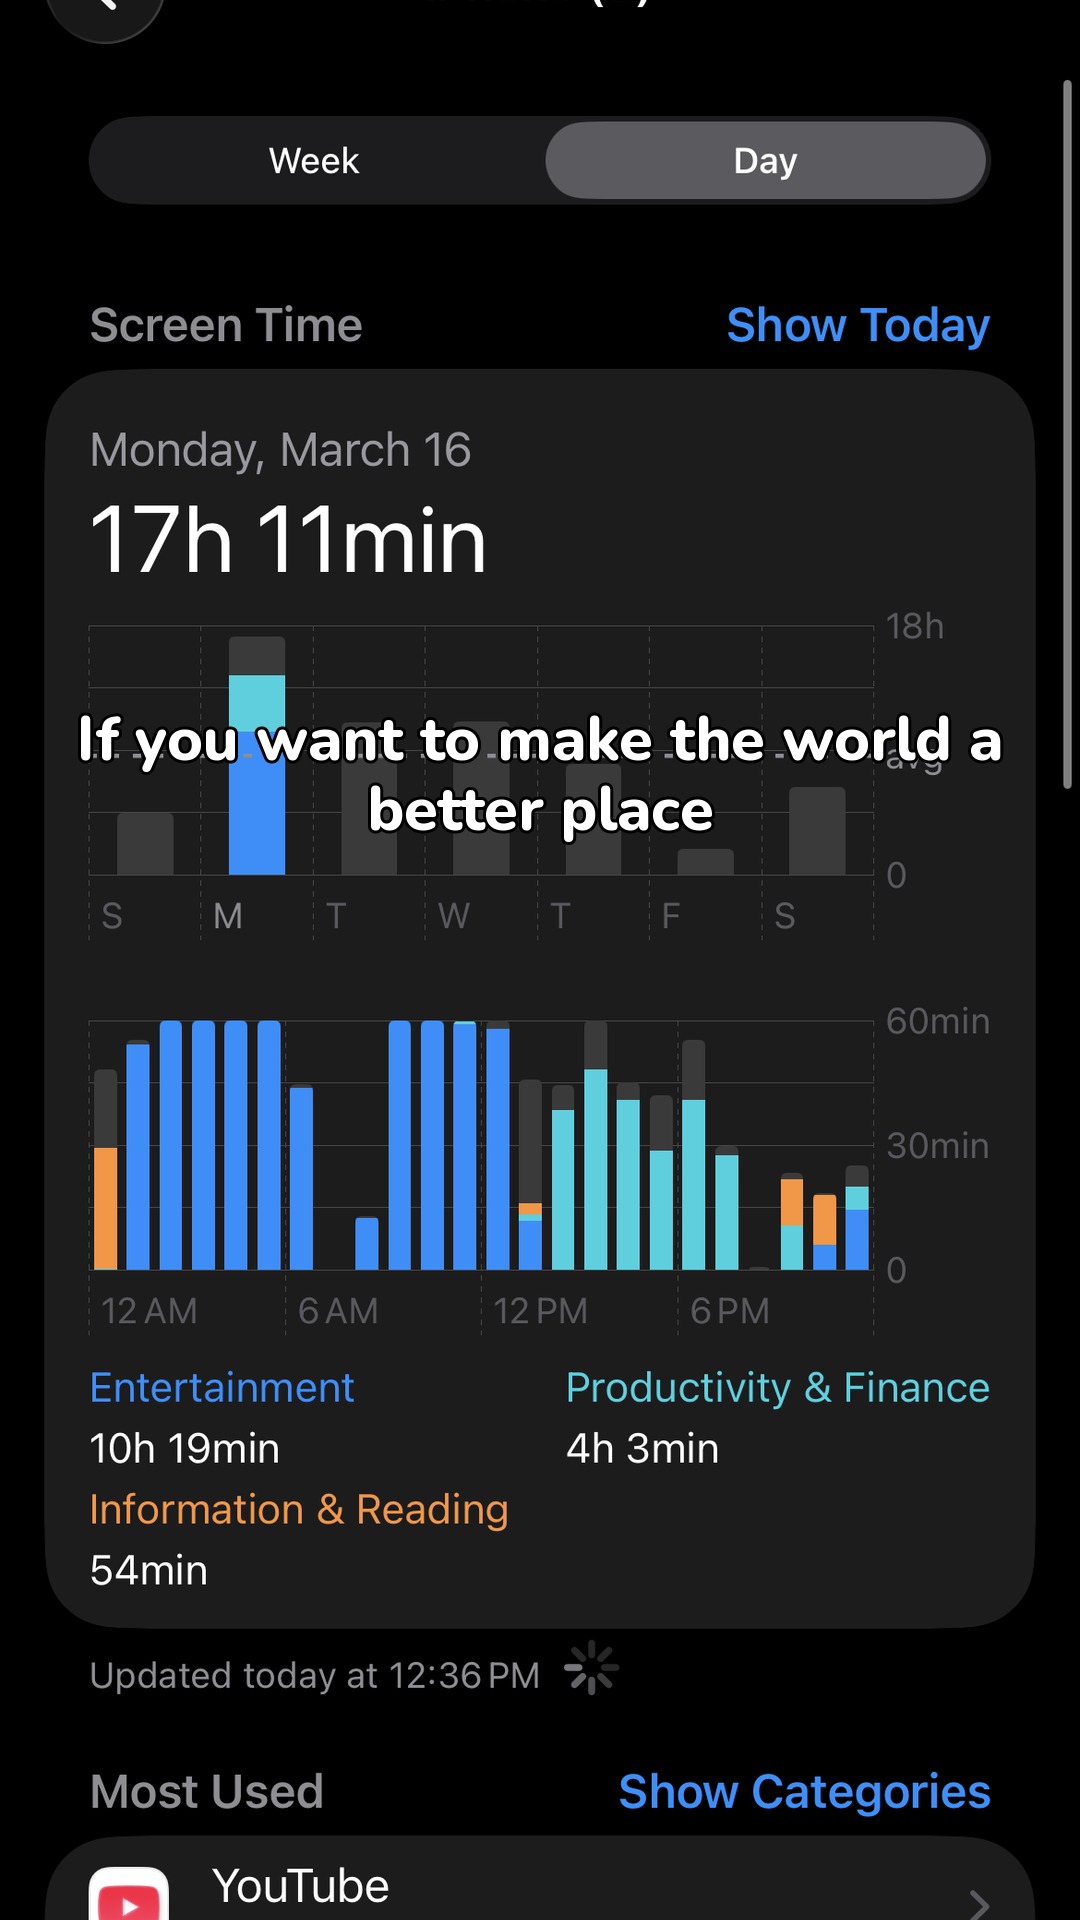 Week
Day
Screen Time
Show Today
Monday, March 16
17h 11min
18h
If you want to make the world a
avg
better place
0
S M T W T F S
60min
30min
0
12 AM 6 AM 12 PM 6 PM
Entertainment
Productivity & Finance
10h 19min
4h 3min
Information & Reading
54min
Updated today at 12:36 PM
Most Used
Show Categories
YouTube